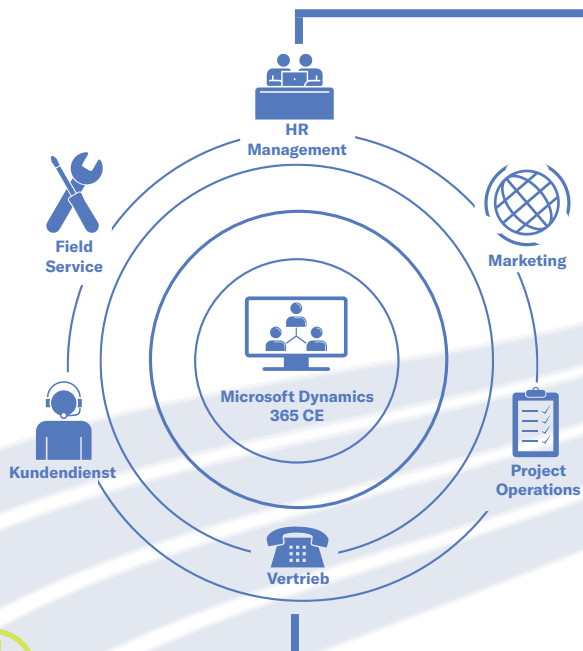 HR
Management
Field
Service
Marketing
Microsoft Dynamics
365 CE
Kundendienst
Project
Operations
Vertrieb